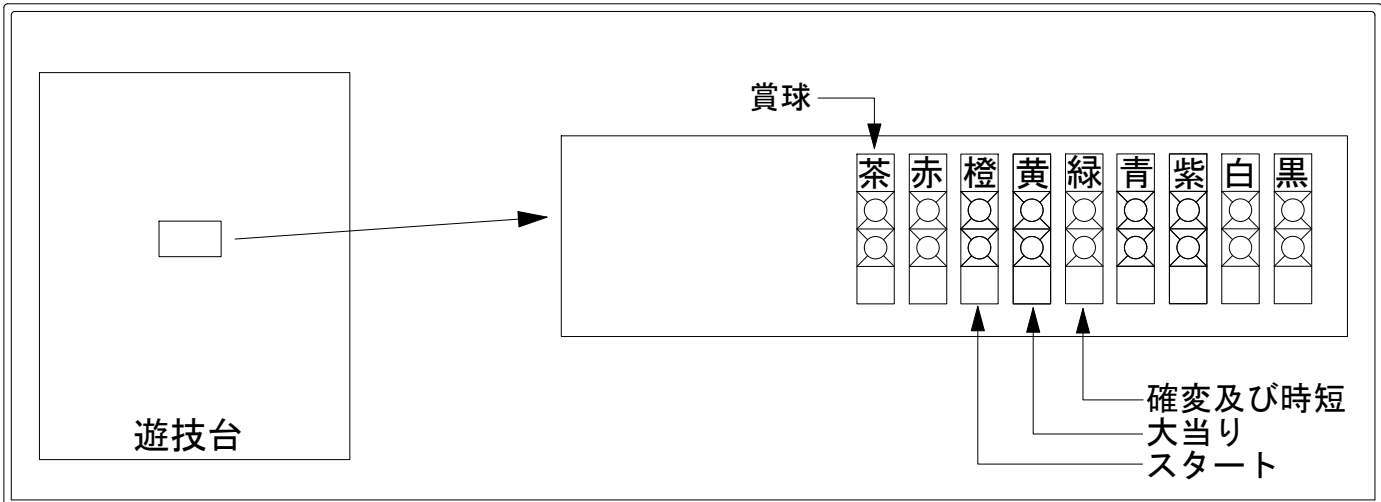 賞球
茶 赤 橙 黄 緑 青 紫 白 黒
確変及び時短
大当り
スタート
遊技台